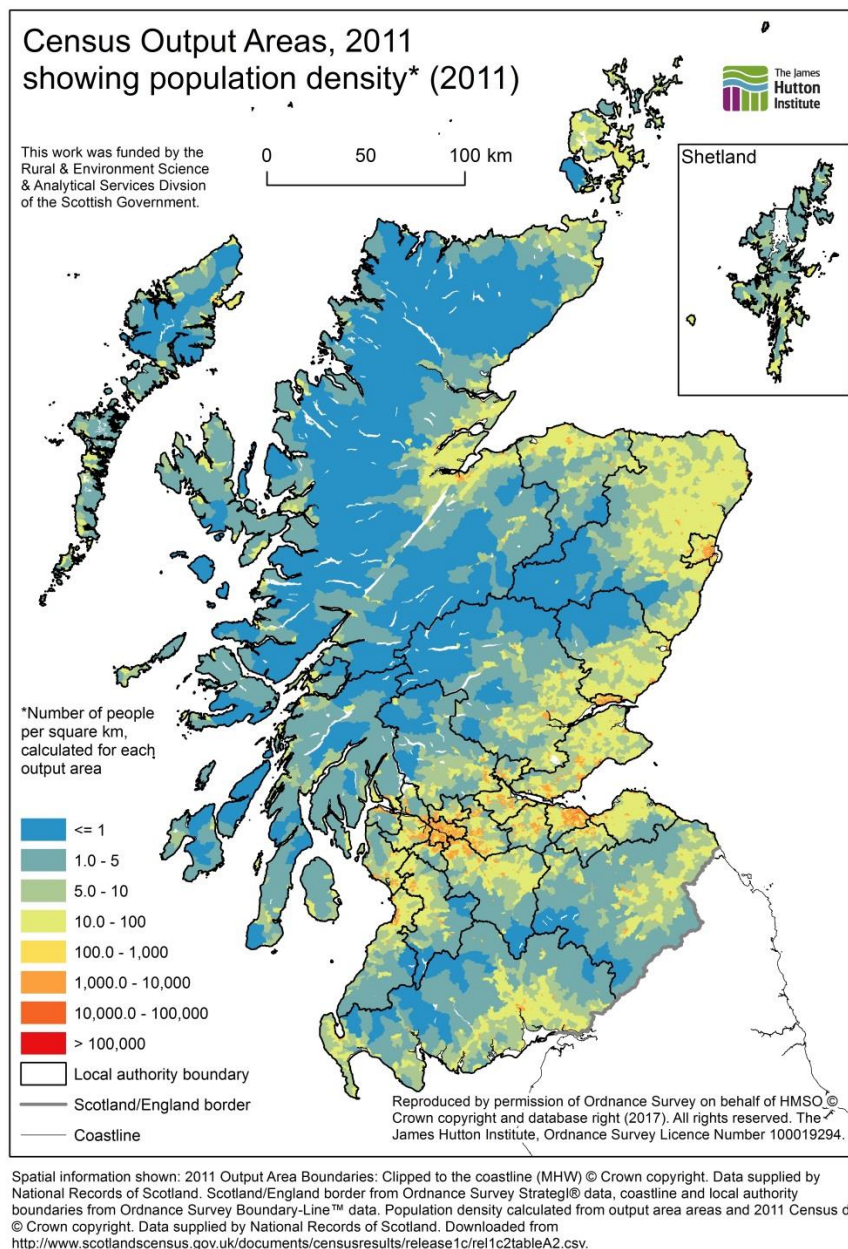 Census Output Areas, 2011
showing population density* (2011)
The James
Hutton
Institute
This work was funded by the
Rural & Environment Science
& Analytical Services Divsion
of the Scottish Government.
0 50 100 km
Shetland
*Number of people
per square km,
calculated for each
output area
<= 1
1.0 - 5
5.0 - 10
10.0 - 100
100.0 - 1,000
1,000.0 - 10,000
10,000.0 - 100,000
> 100,000
Local authority boundary
Scotland/England border
Coastline
Reproduced by permission of Ordnance Survey on behalf of HMSO ©
Crown copyright and database right (2017). All rights reserved. The
James Hutton Institute, Ordnance Survey Licence Number 100019294.
Spatial information shown: 2011 Output Area Boundaries: Clipped to the coastline (MHW) © Crown copyright. Data supplied by
National Records of Scotland. Scotland/England border from Ordnance Survey Strategl® data, coastline and local authority
boundaries from Ordnance Survey Boundary-Line™ data. Population density calculated from output area areas and 2011 Census d
© Crown copyright. Data supplied by National Records of Scotland. Downloaded from
http://www.scotlandscensus.gov.uk/documents/censusresults/release1c/rel1c2tableA2.csv.